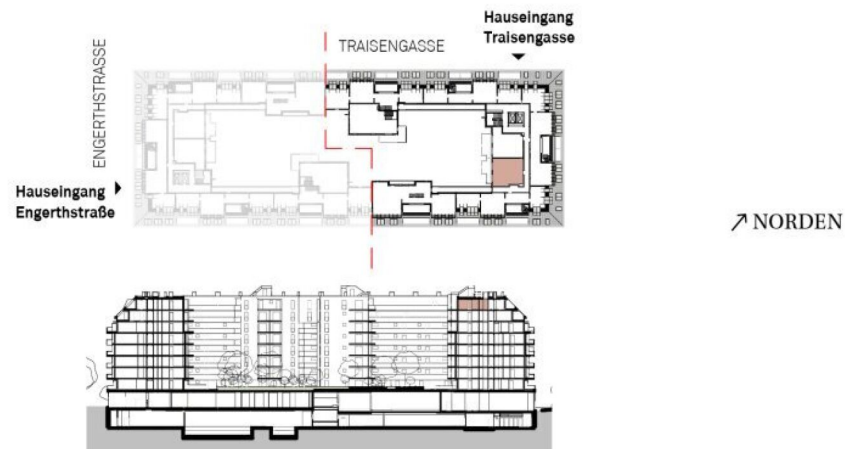 Hauseingang
Traisengasse
TRAISENGASSE
ENGERTHSTRASSE
Hauseingang
Engerthstraße
NORDEN